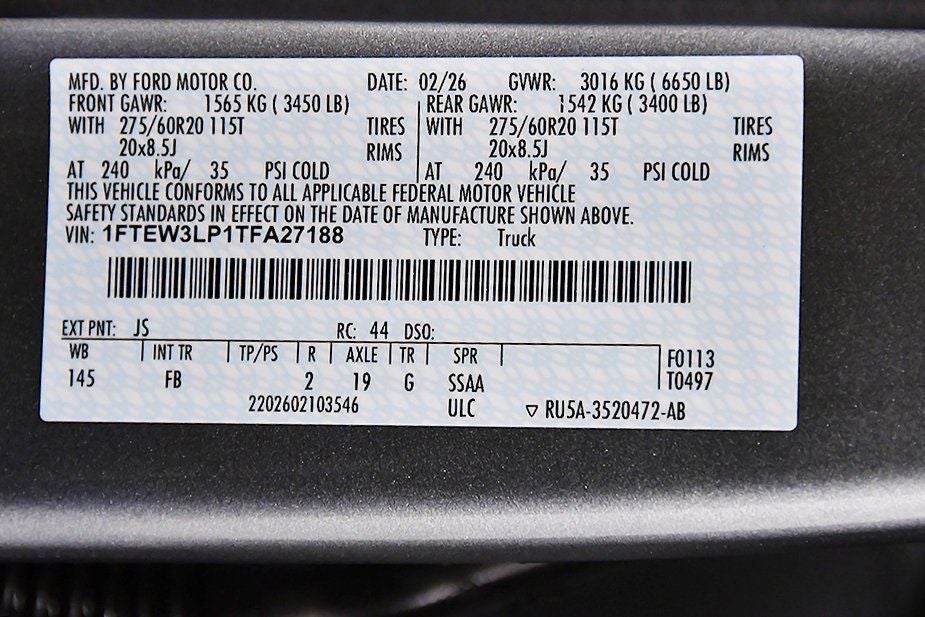 MFD. BY FORD MOTOR CO. DATE: 02/26 GVWR: 3016 KG ( 6650 LB)
FRONT GAWR: 1565 KG ( 3450 LB) REAR GAWR: 1542 KG ( 3400 LB)
WITH 275/60R20 115T TIRES WITH 275/60R20 115T TIRES
20x8.5J RIMS 20x8.5J RIMS
AT 240 kPa/ 35 PSI COLD AT 240 kPa/ 35 PSI COLD
THIS VEHICLE CONFORMS TO ALL APPLICABLE FEDERAL MOTOR VEHICLE
SAFETY STANDARDS IN EFFECT ON THE DATE OF MANUFACTURE SHOWN ABOVE.
VIN: 1FTEW3LP1TFA27188 TYPE: Truck
EXT PNT: JS RC: 44 DSO:
WB INT TR TP/PS R AXLE TR SPR F0113
145 FB 2 19 G SSAA T0497
2202602103546 ULC ▽ RU5A-3520472-AB